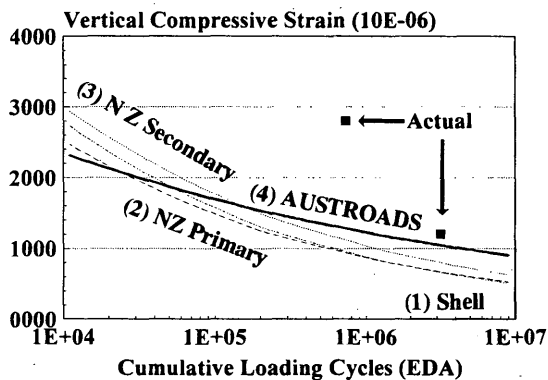 Vertical Compressive Strain (10E-06)
4000
3000
2000
1000
0000
(3) N Z Secondary
Actual
(4) AUSTROADS
(2) NZ Primary
(1) Shell
1E+04 1E+05 1E+06 1E+07
Cumulative Loading Cycles (EDA)